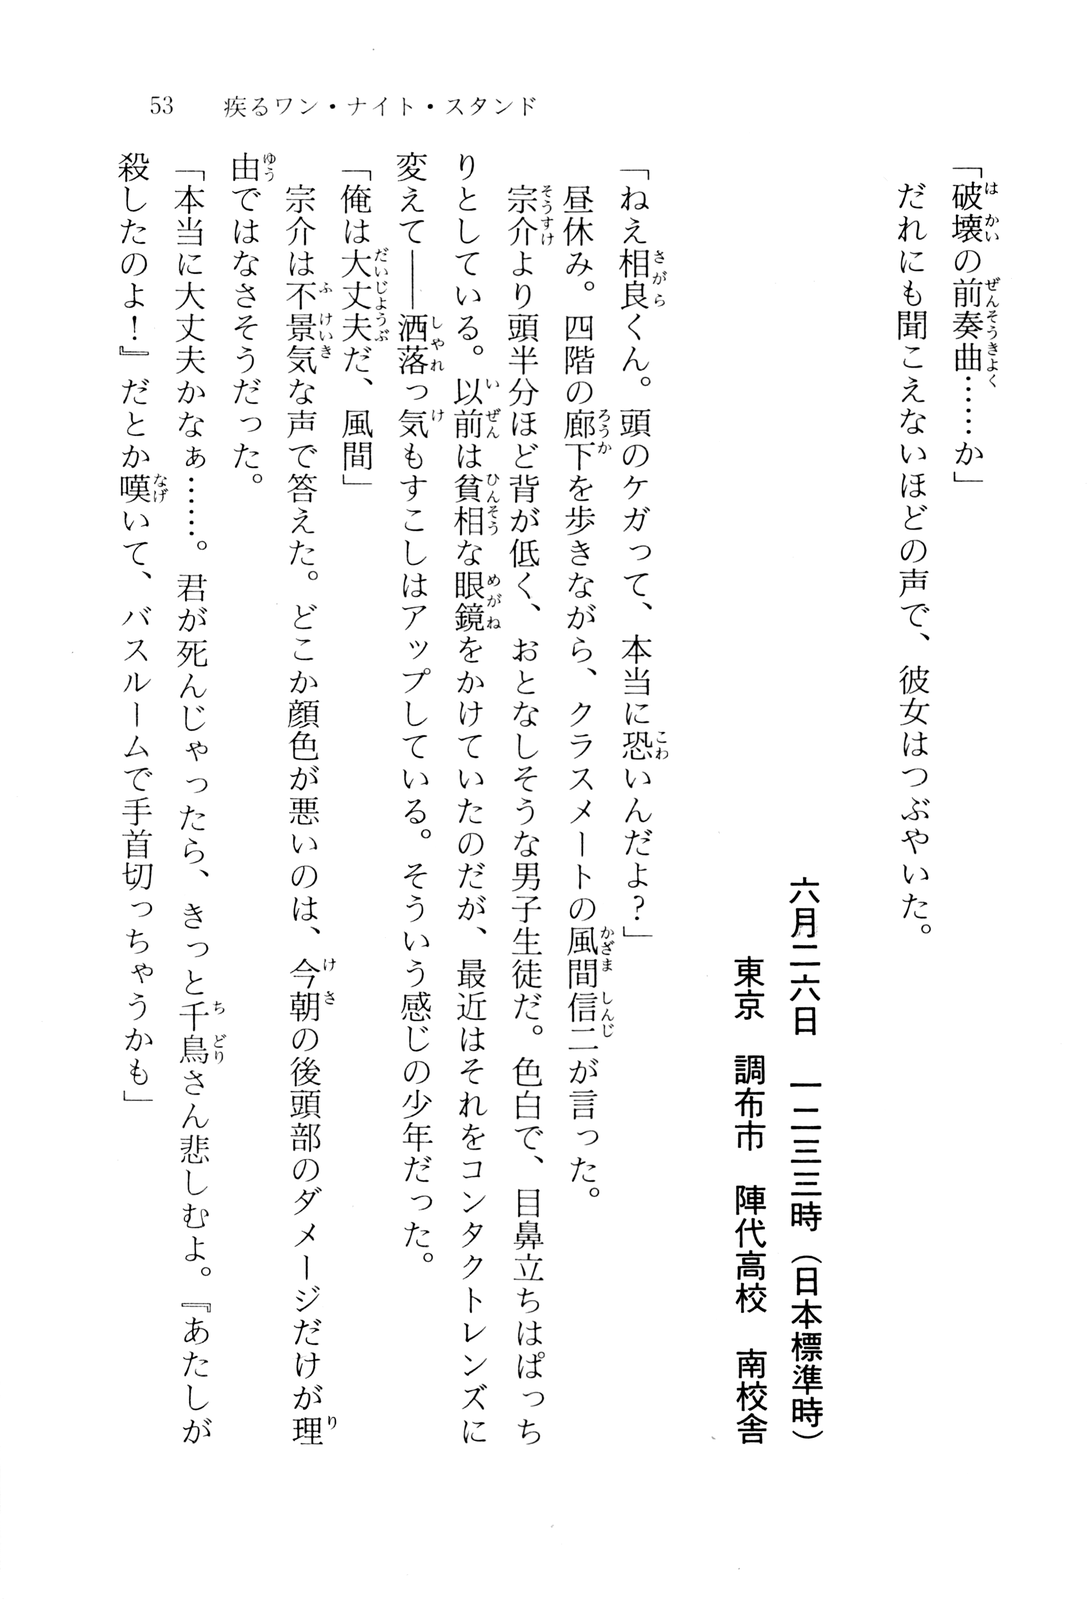 53　疾るワン・ナイト・スタンド
「破壊の前奏曲……か」
だれにも聞こえないほどの声で、彼女はつぶやいた。
六月二六日　一二三三時（日本標準時）
東京　調布市　陣代高校　南校舎
「ねえ相良くん。頭のケガって、本当に恐いんだよ？」
昼休み。四階の廊下を歩きながら、クラスメートの風間信二が言った。
宗介より頭半分ほど背が低く、おとなしそうな男子生徒だ。色白で、目鼻立ちはぱっち
りとしている。以前は貧相な眼鏡をかけていたのだが、最近はそれをコンタクトレンズに
変えて――洒落っ気もすこしはアップしている。そういう感じの少年だった。
「俺は大丈夫だ、風間」
宗介は不景気な声で答えた。どこか顔色が悪いのは、今朝の後頭部のダメージだけが理
由ではなさそうだった。
「本当に大丈夫かなぁ……。君が死んじゃったら、きっと千鳥さん悲しむよ。『あたしが
殺したのよ！』だとか嘆いて、バスルームで手首切っちゃうかも」